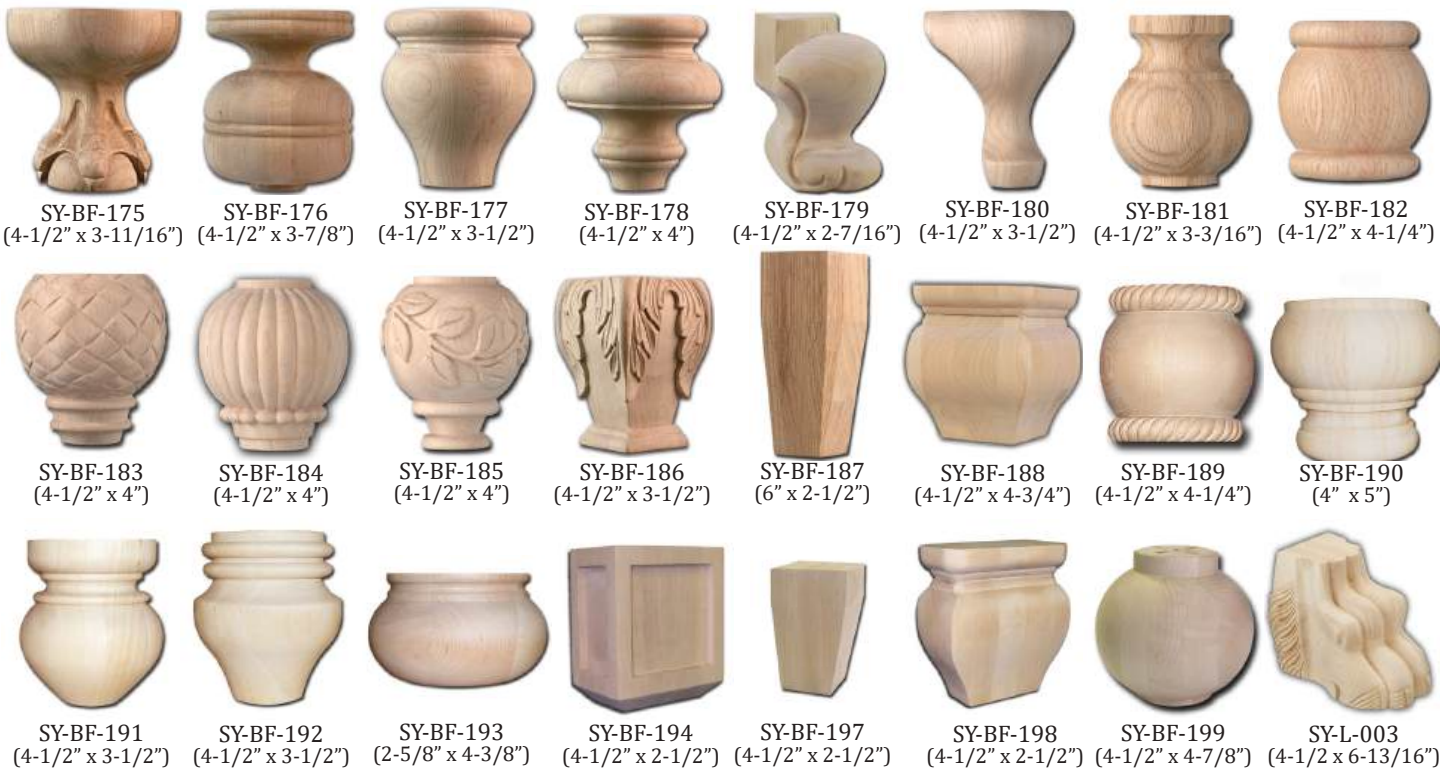 SY-BF-175 SY-BF-176 SY-BF-177 SY-BF-178 SY-BF-179 SY-BF-180 SY-BF-181 SY-BF-182
(4-1/2” x 3-11/16”) (4-1/2” x 3-7/8”) (4-1/2” x 3-1/2”) (4-1/2” x 4”) (4-1/2” x 2-7/16”) (4-1/2” x 3-1/2”) (4-1/2” x 3-3/16”) (4-1/2” x 4-1/4”)
SY-BF-183 SY-BF-184 SY-BF-185 SY-BF-186 SY-BF-187 SY-BF-188 SY-BF-189 SY-BF-190
(4-1/2” x 4”) (4-1/2” x 4”) (4-1/2” x 4”) (4-1/2” x 3-1/2”) (6” x 2-1/2”) (4-1/2” x 4-3/4”) (4-1/2” x 4-1/4”) (4” x 5”)
SY-BF-191 SY-BF-192 SY-BF-193 SY-BF-194 SY-BF-197 SY-BF-198 SY-BF-199 SY-L-003
(4-1/2” x 3-1/2”) (4-1/2” x 3-1/2”) (2-5/8” x 4-3/8”) (4-1/2” x 2-1/2”) (4-1/2” x 2-1/2”) (4-1/2” x 2-1/2”) (4-1/2” x 4-7/8”) (4-1/2 x 6-13/16”)